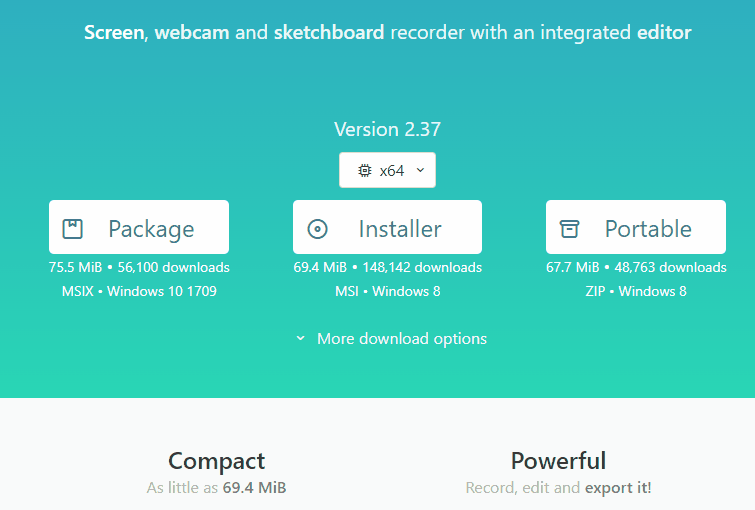 Screen, webcam and sketchboard recorder with an integrated editor
Version 2.37
x64
Package Installer Portable
75.5 MiB • 56,100 downloads 69.4 MiB • 148,142 downloads 67.7 MiB • 48,763 downloads
MSIX • Windows 10 1709 MSI • Windows 8 ZIP • Windows 8
More download options
Compact Powerful
As little as 69.4 MiB Record, edit and export it!